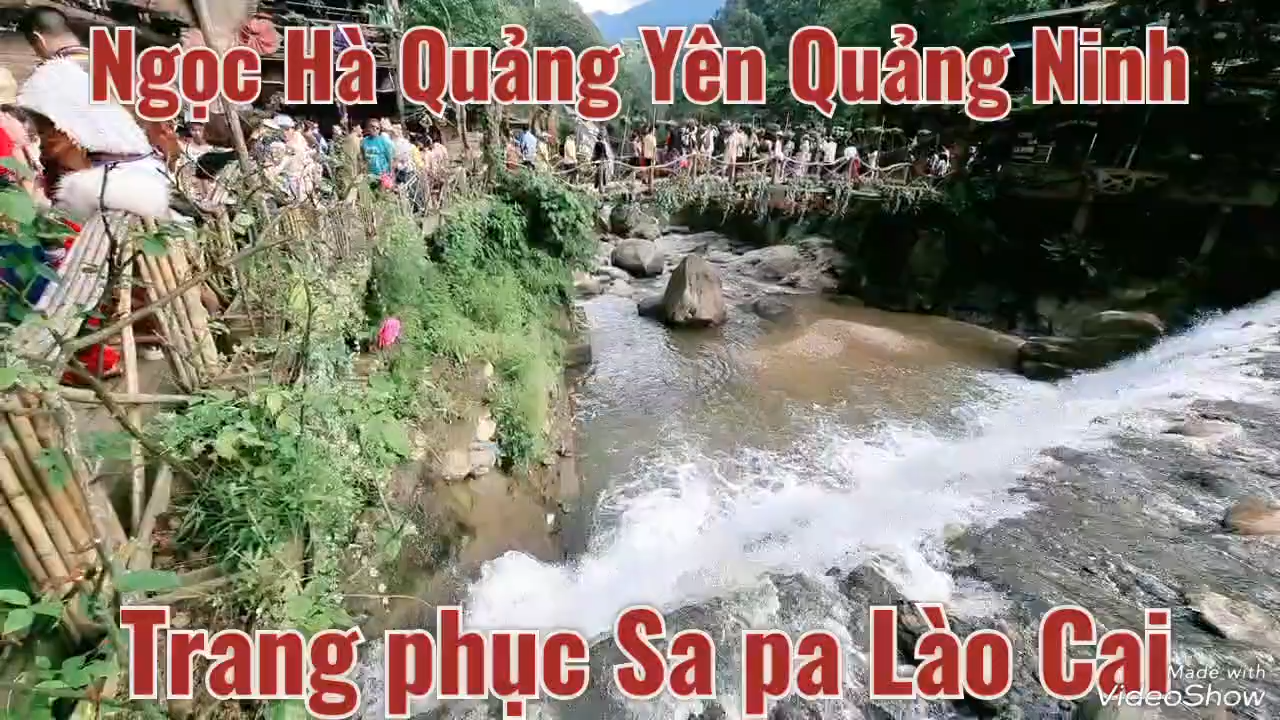 Ngọc Hà Quảng Yên Quảng Ninh
Trang phục Sa pa Lào Cai
Made with
VideoShow